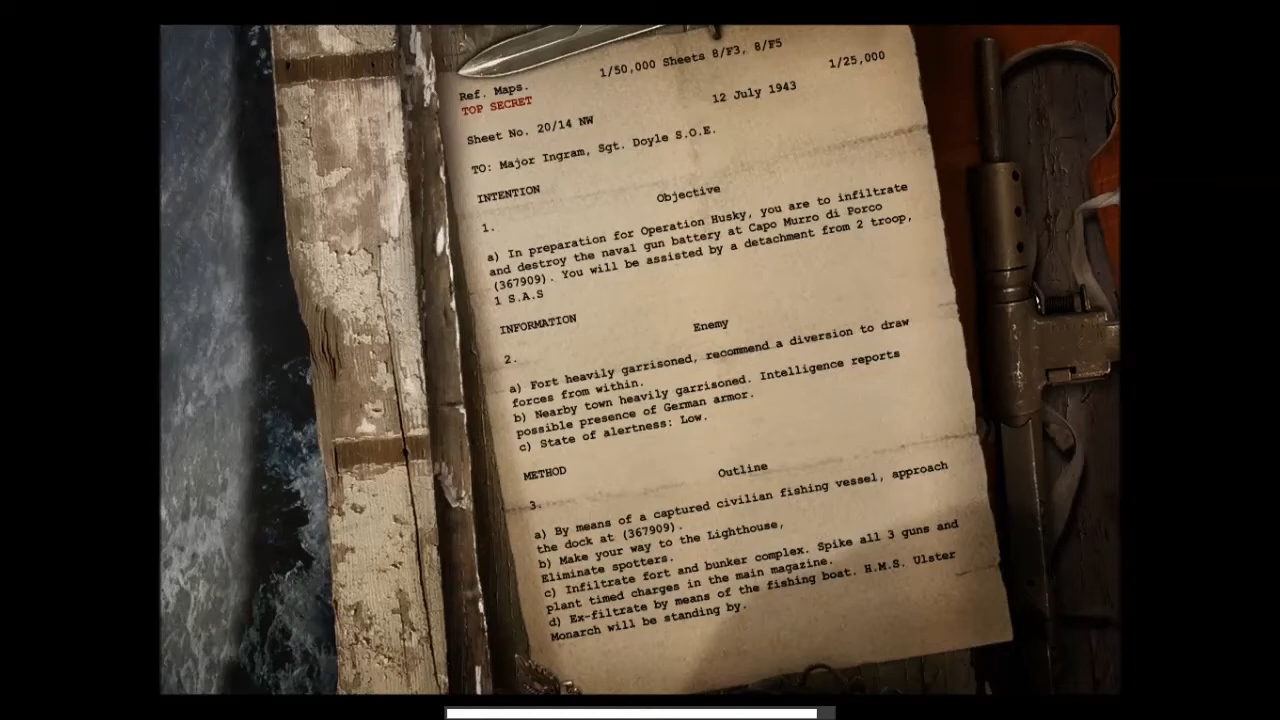 1/50,000 Sheets 8/F3, 8/F5
Ref. Maps.
1/25,000
TOP SECRET
12 July 1943
Sheet No. 20/14 NW
TO: Major Ingram, Sgt. Doyle S.O.E.
INTENTION
Objective
1.
a) In preparation for Operation Husky, you are to infiltrate
and destroy the naval gun battery at Capo Murro di Porco
(367909). You will be assisted by a detachment from 2 troop,
1 S.A.S
INFORMATION
Enemy
2.
a) Fort heavily garrisoned, recommend a diversion to draw
forces from within.
b) Nearby town heavily garrisoned. Intelligence reports
possible presence of German armor.
c) State of alertness: Low.
METHOD
Outline
3.
a) By means of a captured civilian fishing vessel, approach
the dock at (367909).
b) Make your way to the Lighthouse,
Eliminate spotters.
c) Infiltrate fort and bunker complex. Spike all 3 guns and
plant timed charges in the main magazine.
d) Ex-filtrate by means of the fishing boat. H.M.S. Ulster
Monarch will be standing by.